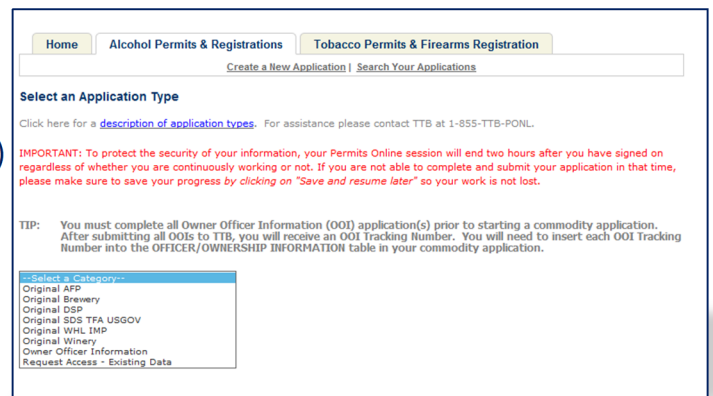 Home Alcohol Permits & Registrations Tobacco Permits & Firearms Registration
Create a New Application | Search Your Applications
Select an Application Type
Click here for a description of application types. For assistance please contact TTB at 1-855-TTB-PONL.
IMPORTANT: To protect the security of your information, your Permits Online session will end two hours after you have signed on
regardless of whether you are continuously working or not. If you are not able to complete and submit your application in that time,
please make sure to save your progress by clicking on "Save and resume later" so your work is not lost.
TIP: You must complete all Owner Officer Information (OOI) application(s) prior to starting a commodity application.
After submitting all OOIs to TTB, you will receive an OOI Tracking Number. You will need to insert each OOI Tracking
Number into the OFFICER/OWNERSHIP INFORMATION table in your commodity application.
--Select a Category--
Original AFP
Original Brewery
Original DSP
Original SDS TFA USGOV
Original WHL IMP
Original Winery
Owner Officer Information
Request Access - Existing Data